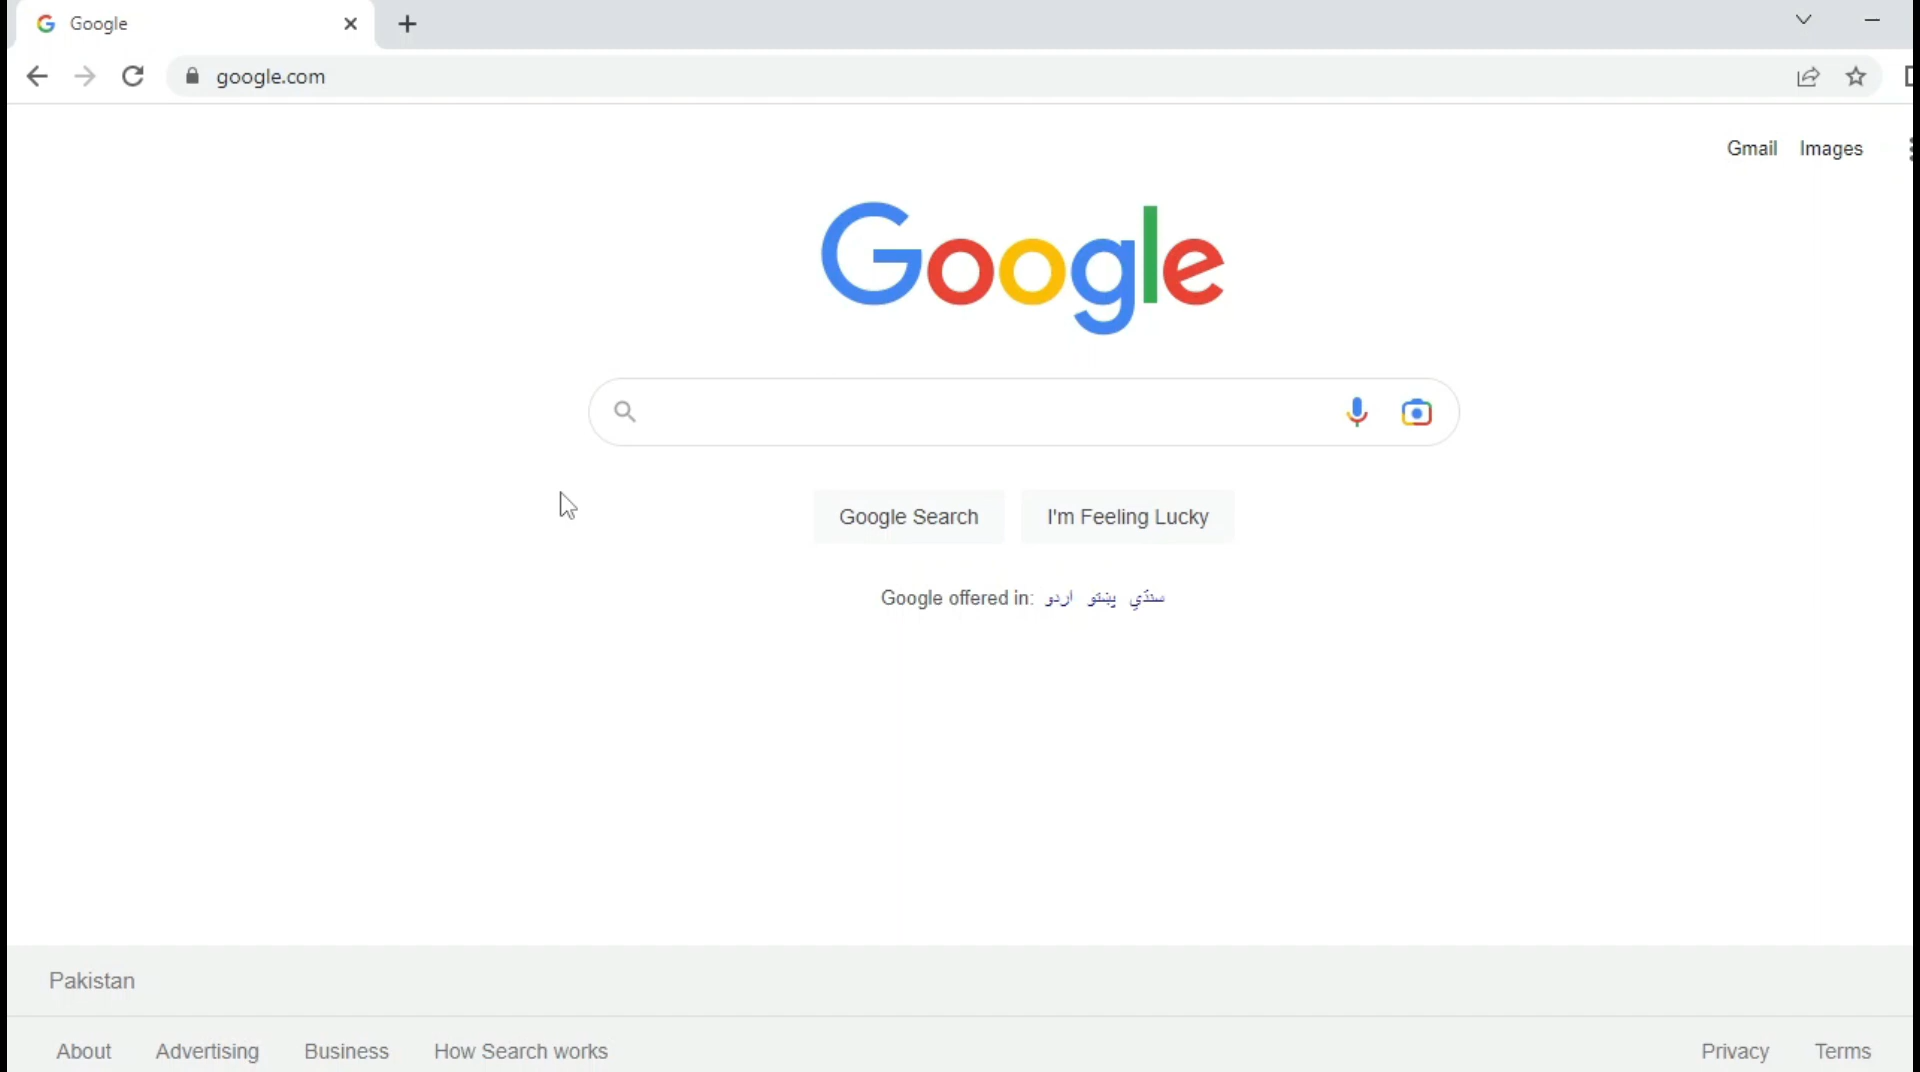 Google
google.com
Gmail Images
Google
Google Search I'm Feeling Lucky
Google offered in: اردو پښتو سنڌي
Pakistan
About Advertising Business How Search works Privacy Terms